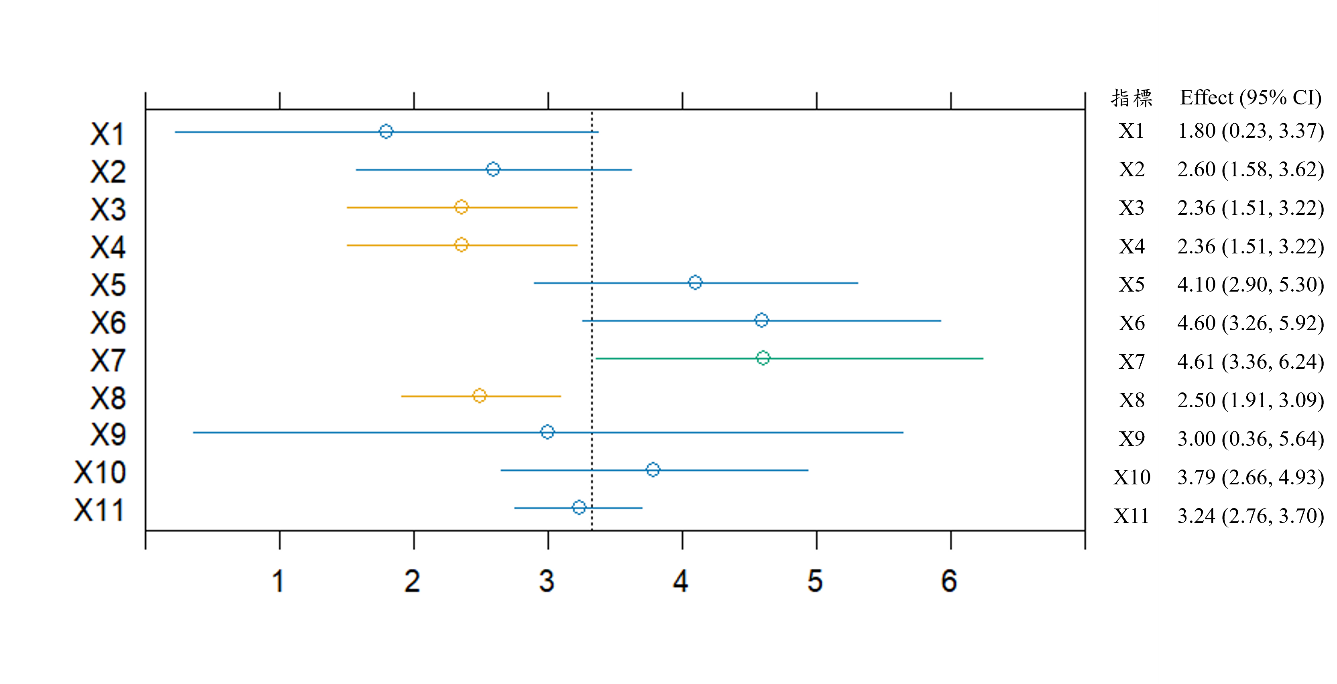 指標 Effect (95% CI)
X1 X1 1.80 (0.23, 3.37)
X2 X2 2.60 (1.58, 3.62)
X3 X3 2.36 (1.51, 3.22)
X4 X4 2.36 (1.51, 3.22)
X5 X5 4.10 (2.90, 5.30)
X6 X6 4.60 (3.26, 5.92)
X7 X7 4.61 (3.36, 6.24)
X8 X8 2.50 (1.91, 3.09)
X9 X9 3.00 (0.36, 5.64)
X10 X10 3.79 (2.66, 4.93)
X11 X11 3.24 (2.76, 3.70)
1 2 3 4 5 6